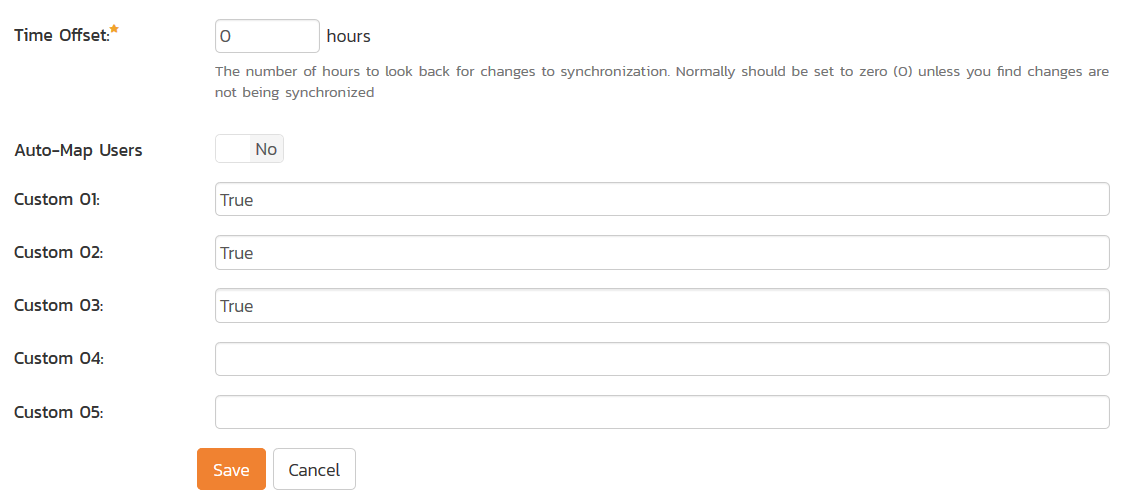 Time Offset:
0 hours
The number of hours to look back for changes to synchronization. Normally should be set to zero (0) unless you find changes are
not being synchronized
Auto-Map Users
No
Custom 01:
True
Custom 02:
True
Custom 03:
True
Custom 04:
Custom 05:
Save
Cancel